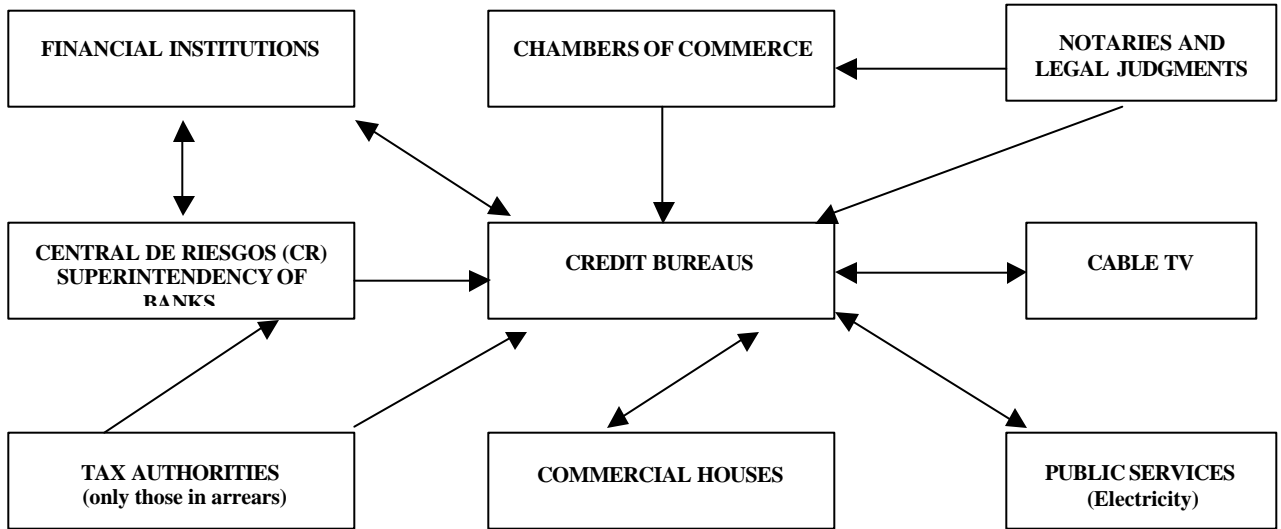 FINANCIAL INSTITUTIONS
CHAMBERS OF COMMERCE
NOTARIES AND
LEGAL JUDGMENTS
CENTRAL DE RIESGOS (CR)
SUPERINTENDENCY OF
BANKS
CREDIT BUREAUS
CABLE TV
TAX AUTHORITIES
(only those in arrears)
COMMERCIAL HOUSES
PUBLIC SERVICES
(Electricity)